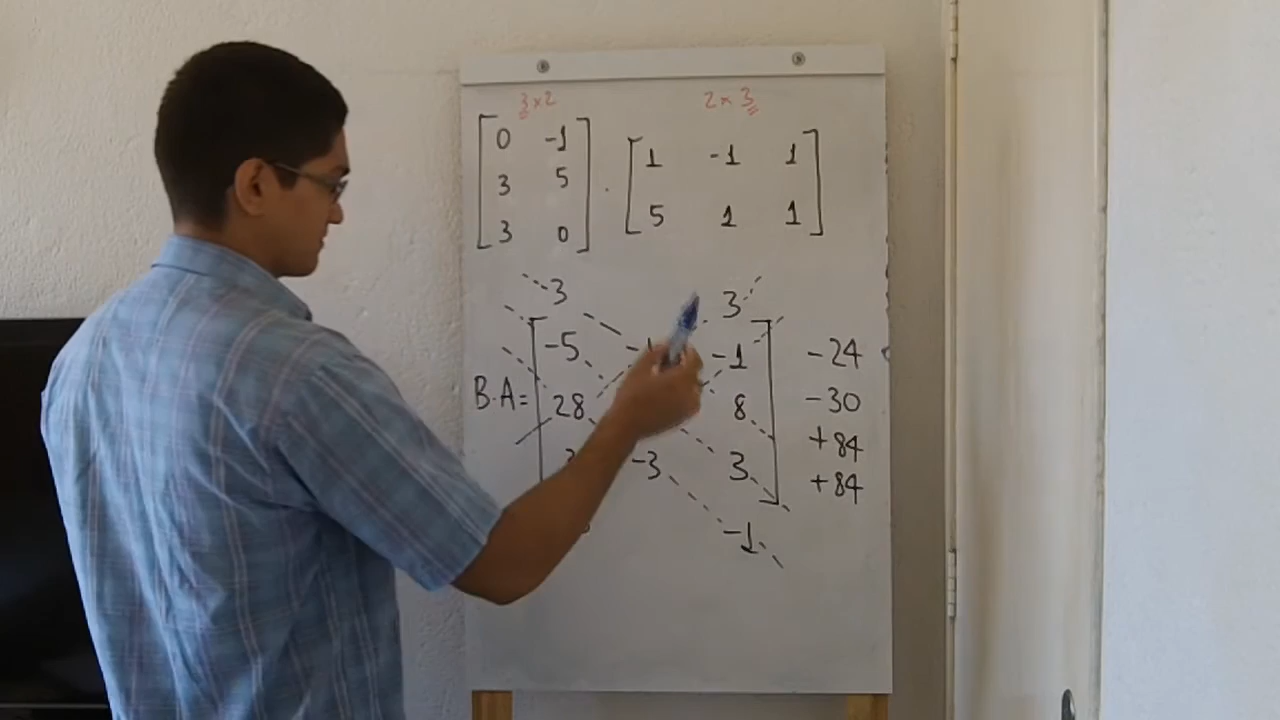 3x2 2x3
0 -1 1 -1 1
3 5 . 5 1 1
3 0
3 3
-5 -1 -24
B.A= 28 8 -30
-3 3 +84
+84
-1